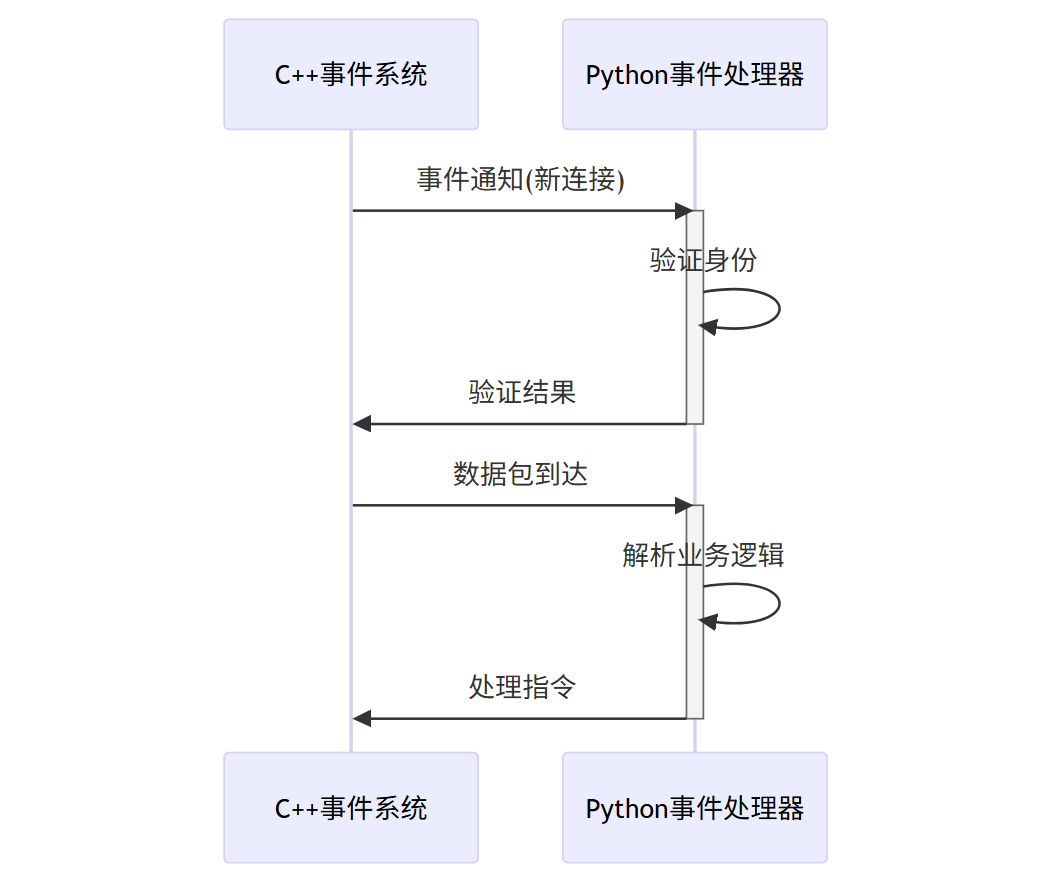 C++事件系统
Python事件处理器
事件通知(新连接)
验证身份
验证结果
数据包到达
解析业务逻辑
处理指令
C++事件系统
Python事件处理器